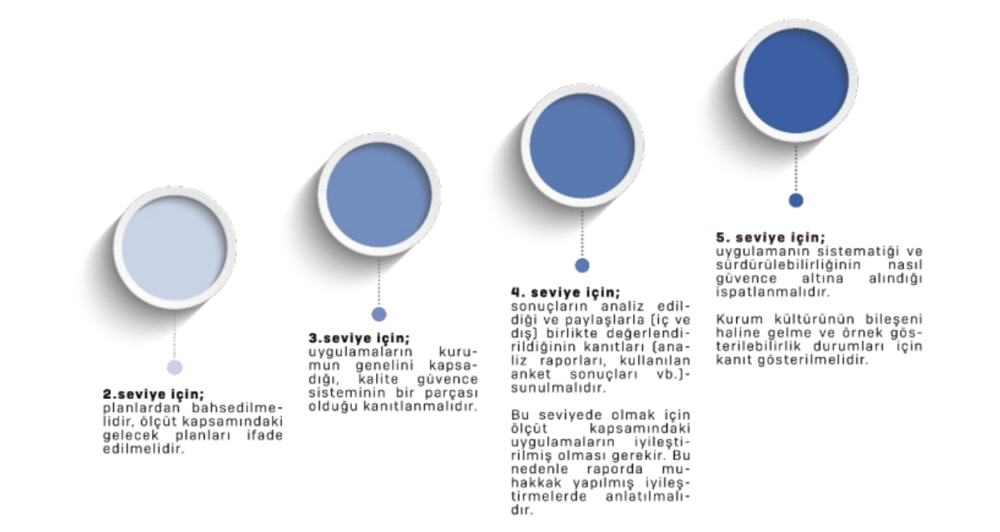 2.seviye için;
planlardan bahsedilme-
lidir, ölçüt kapsamındaki
gelecek planları ifade
edilmelidir.
3.seviye için;
uygulamaların kuru-
mun genelini kapsa-
dığı, kalite güvence
sisteminin bir parçası
olduğu kanıtlanmalıdır.
4. seviye için;
sonuçların analiz edil-
diği ve paylaşlarla (iç ve
dış) birlikte değerlendi-
rildiğinin kanıtları (ana-
liz raporları, kullanılan
anket sonuçları vb.)-
sunulmalıdır.
Bu seviyede olmak için
ölçüt kapsamındaki
uygulamaların iyileşti-
rilmiş olması gerekir. Bu
nedenle raporda mu-
hakkak yapılmış iyileş-
tirmelerde anlatılmalı-
dır.
5. seviye için;
uygulamanın sistematiği ve
sürdürülebilirliğinin nasıl
güvence altına alındığı
ispatlanmalıdır.
Kurum kültürünün bileşeni
haline gelme ve örnek gös-
terilebilirlik durumları için
kanıt gösterilmelidir.